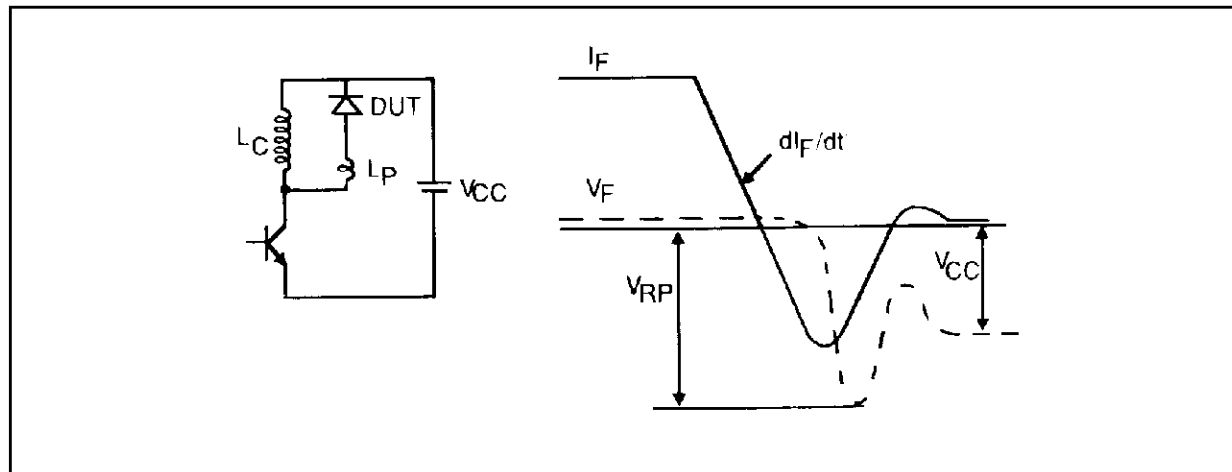 DUT
LC
LP
VCC
IF
dIF/dt
VF
VRP
VCC